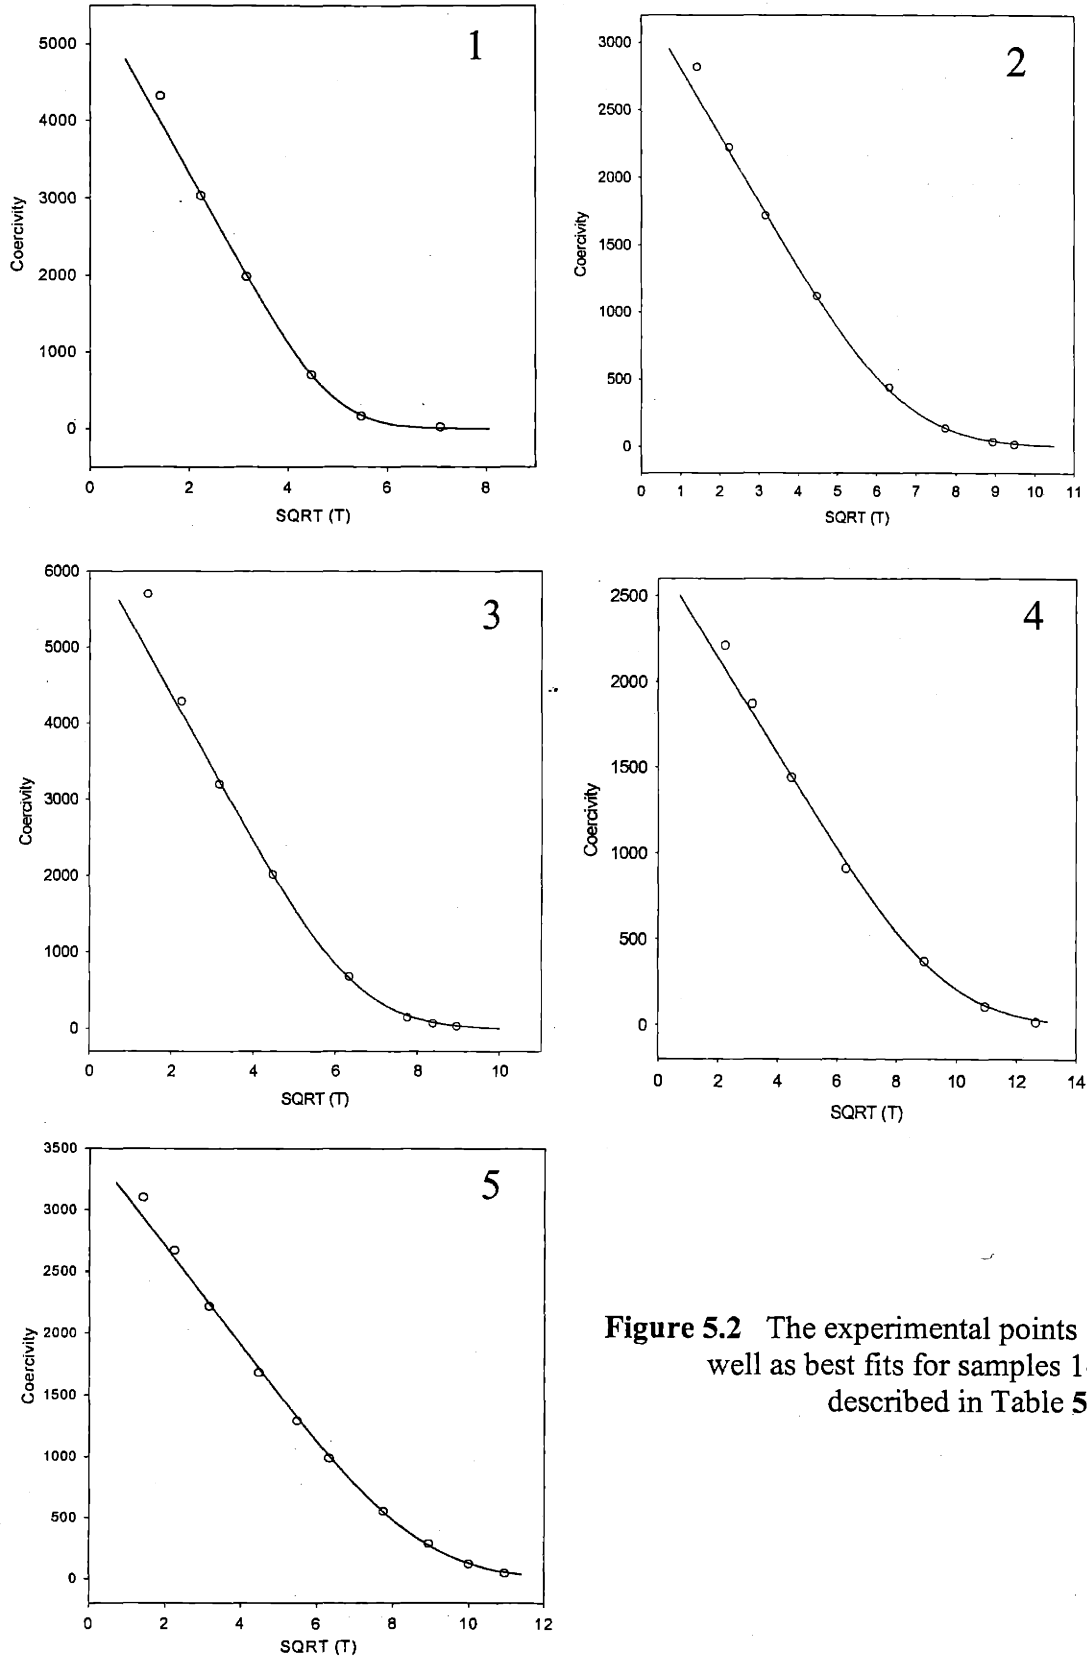 1
5000
4000
3000
2000
1000
0
Coercivity
0 2 4 6 8
SQRT (T)
2
3000
2500
2000
1500
1000
500
0
Coercivity
0 1 2 3 4 5 6 7 8 9 10 11
SQRT (T)
3
6000
5000
4000
3000
2000
1000
0
Coercivity
0 2 4 6 8 10
SQRT (T)
4
2500
2000
1500
1000
500
0
Coercivity
0 2 4 6 8 10 12 14
SQRT (T)
5
3500
3000
2500
2000
1500
1000
500
0
Coercivity
0 2 4 6 8 10 12
SQRT (T)
Figure 5.2 The experimental points
well as best fits for samples 1
described in Table 5